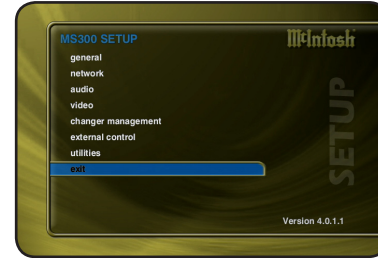 MS300 SETUP
McIntosh
general
network
audio
video
changer management
external control
utilities
exit
SETUP
Version 4.0.1.1